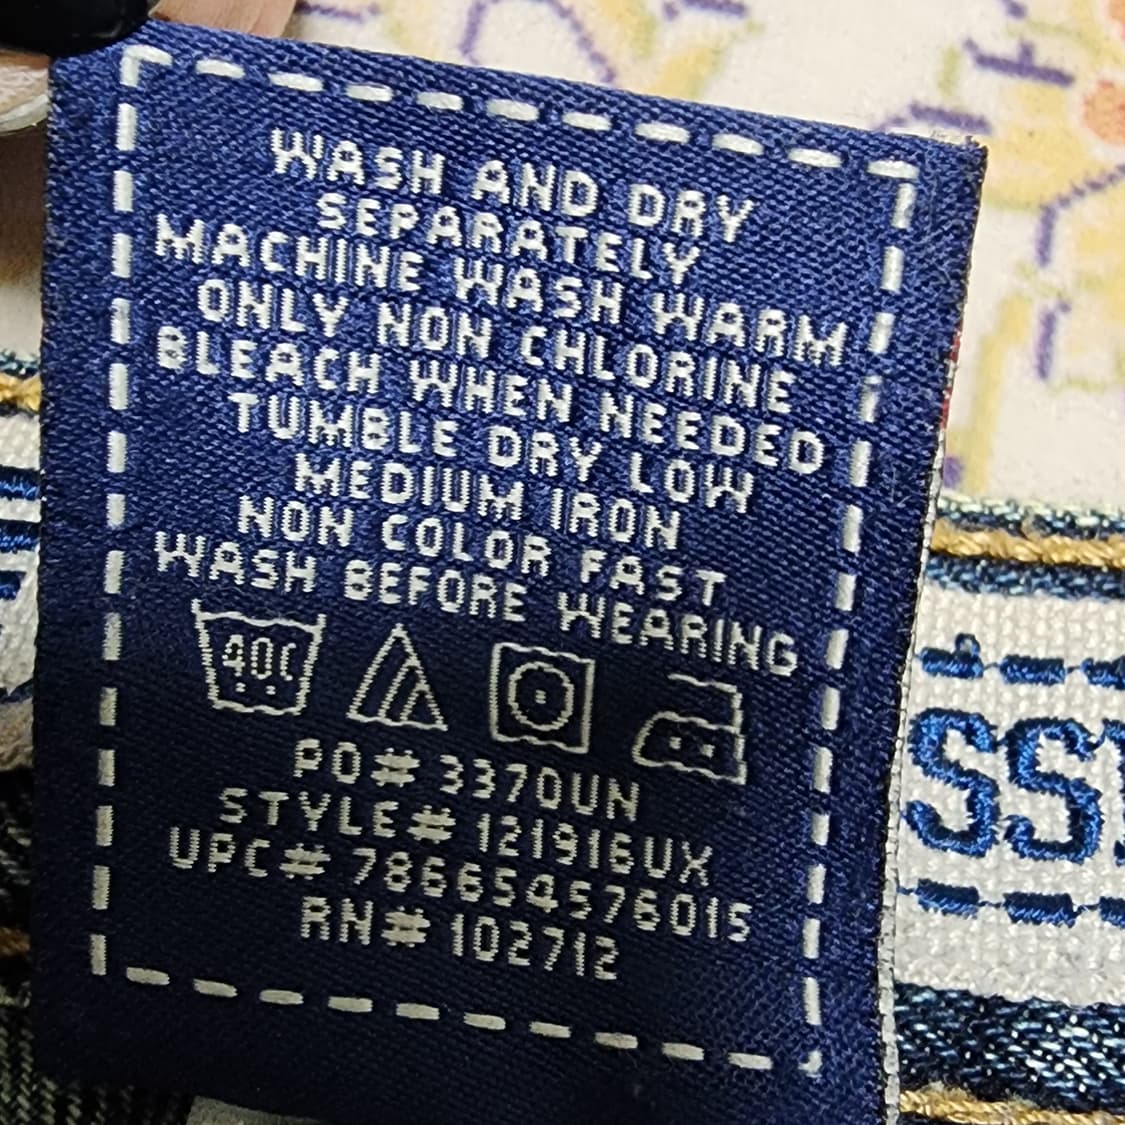 WASH AND DRY
SEPARATELY
MACHINE WASH WARM
ONLY NON CHLORINE
BLEACH WHEN NEEDED
TUMBLE DRY LOW
MEDIUM IRON
NON COLOR FAST
WASH BEFORE WEARING
40C
PO# 3370UN
STYLE# 121916UX
UPC# 786654576015
RN# 102712